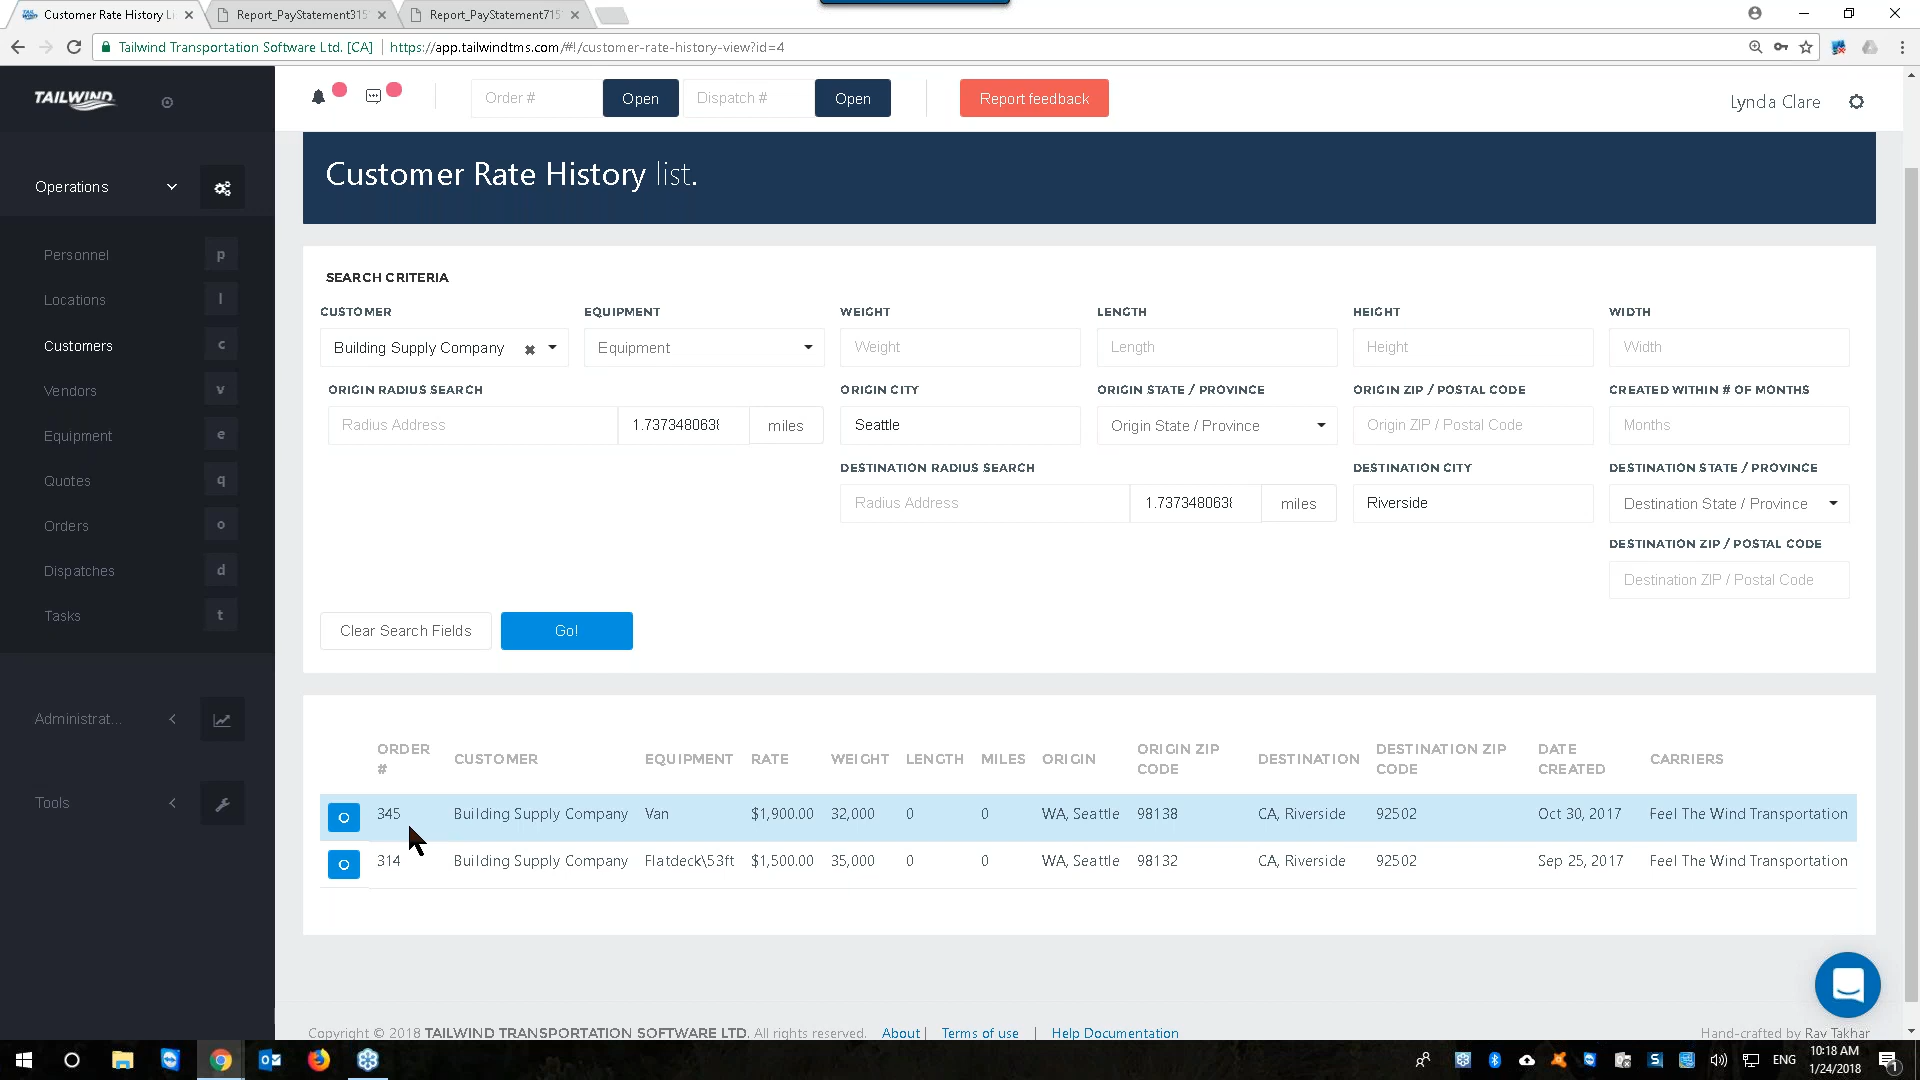 Customer Rate History Li
Report_PayStatement315
Report_PayStatement715
Tailwind Transportation Software Ltd. [CA]
https://app.tailwindtms.com/#!/customer-rate-history-view?id=4
TAILWIND
Order #
Open
Dispatch #
Open
Report feedback
Lynda Clare
Operations
Personnel p
Locations l
Customers c
Vendors v
Equipment e
Quotes q
Orders o
Dispatches d
Tasks t
Administrat...
Tools
Customer Rate History list.
SEARCH CRITERIA
CUSTOMER EQUIPMENT WEIGHT LENGTH HEIGHT WIDTH
Building Supply Company Equipment Weight Length Height Width
ORIGIN RADIUS SEARCH ORIGIN CITY ORIGIN STATE / PROVINCE ORIGIN ZIP / POSTAL CODE CREATED WITHIN # OF MONTHS
Radius Address miles Seattle Origin State / Province Origin ZIP / Postal Code Months
DESTINATION RADIUS SEARCH DESTINATION CITY DESTINATION STATE / PROVINCE
Radius Address miles Riverside Destination State / Province
DESTINATION ZIP / POSTAL CODE
Destination ZIP / Postal Code
Clear Search Fields Go!
ORDER # CUSTOMER EQUIPMENT RATE WEIGHT LENGTH MILES ORIGIN ORIGIN ZIP CODE DESTINATION DESTINATION ZIP CODE DATE CREATED CARRIERS
O 345 Building Supply Company Van $1,900.00 32,000 0 0 WA, Seattle 98138 CA, Riverside 92502 Oct 30, 2017 Feel The Wind Transportation
O 314 Building Supply Company Flatdeck\53ft $1,500.00 35,000 0 0 WA, Seattle 98132 CA, Riverside 92502 Sep 25, 2017 Feel The Wind Transportation
Copyright © 2018 TAILWIND TRANSPORTATION SOFTWARE LTD. All rights reserved. About | Terms of use | Help Documentation
Hand-crafted by Rav Takhar
ENG
10:18 AM
1/24/2018
1